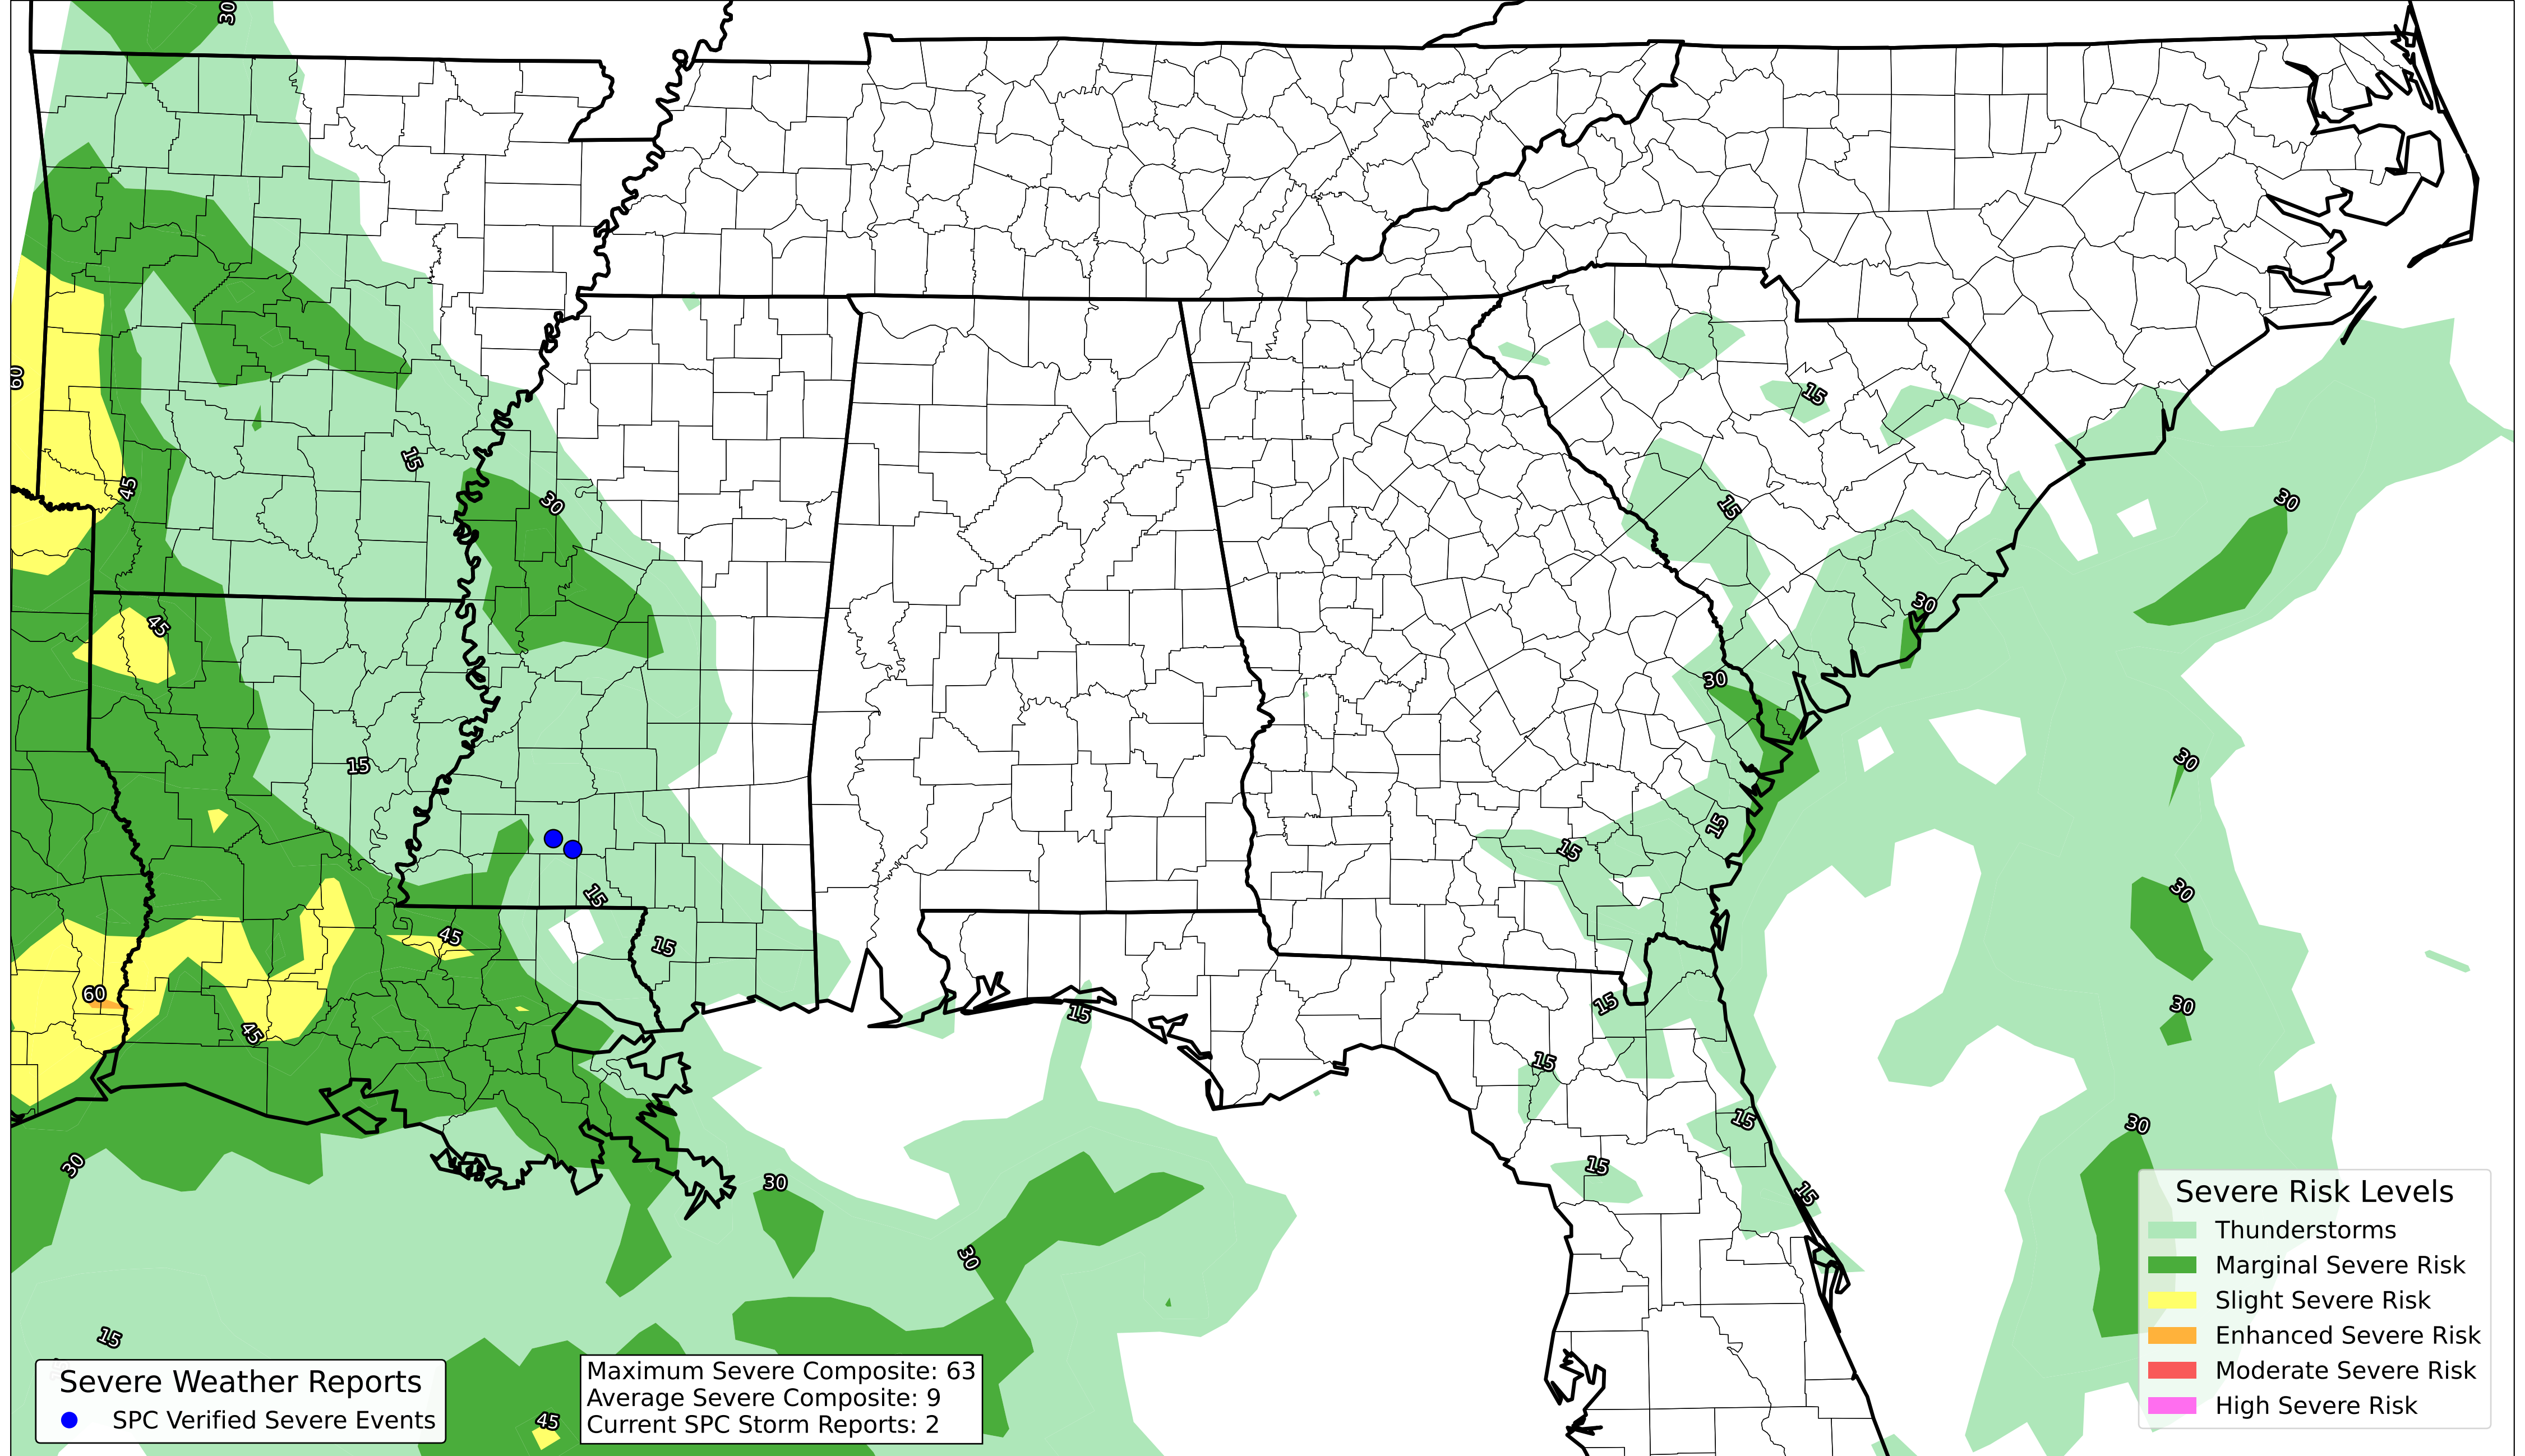 30
60
15
45
15
30
30
15
30
45
30
15
30
15
30
15
15
30
15
45
15
60
15
30
45
15
15
15
30
30
15
30
30
15
45
Severe Weather Reports
SPC Verified Severe Events
Maximum Severe Composite: 63
Average Severe Composite: 9
Current SPC Storm Reports: 2
Severe Risk Levels
Thunderstorms
Marginal Severe Risk
Slight Severe Risk
Enhanced Severe Risk
Moderate Severe Risk
High Severe Risk